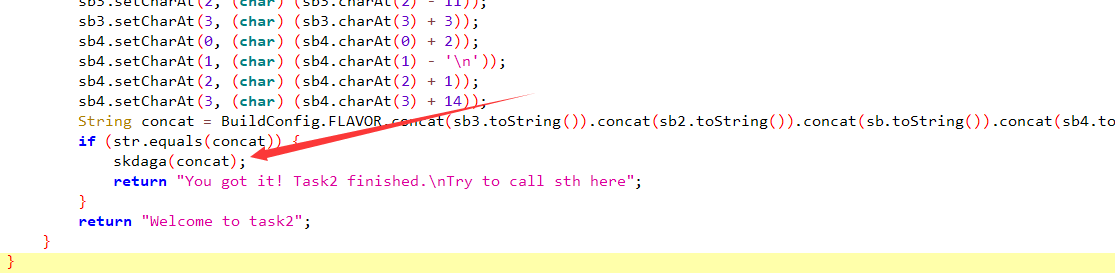 sb3.setCharAt(2, (char) (sb3.charAt(2) - 11));
sb3.setCharAt(3, (char) (sb3.charAt(3) + 3));
sb4.setCharAt(0, (char) (sb4.charAt(0) + 2));
sb4.setCharAt(1, (char) (sb4.charAt(1) - '\n'));
sb4.setCharAt(2, (char) (sb4.charAt(2) + 1));
sb4.setCharAt(3, (char) (sb4.charAt(3) + 14));
String concat = BuildConfig.FLAVOR.concat(sb3.toString()).concat(sb2.toString()).concat(sb.toString()).concat(sb4.to
if (str.equals(concat)) {
skdaga(concat);
return "You got it! Task2 finished.\nTry to call sth here";
}
return "Welcome to task2";
}
}